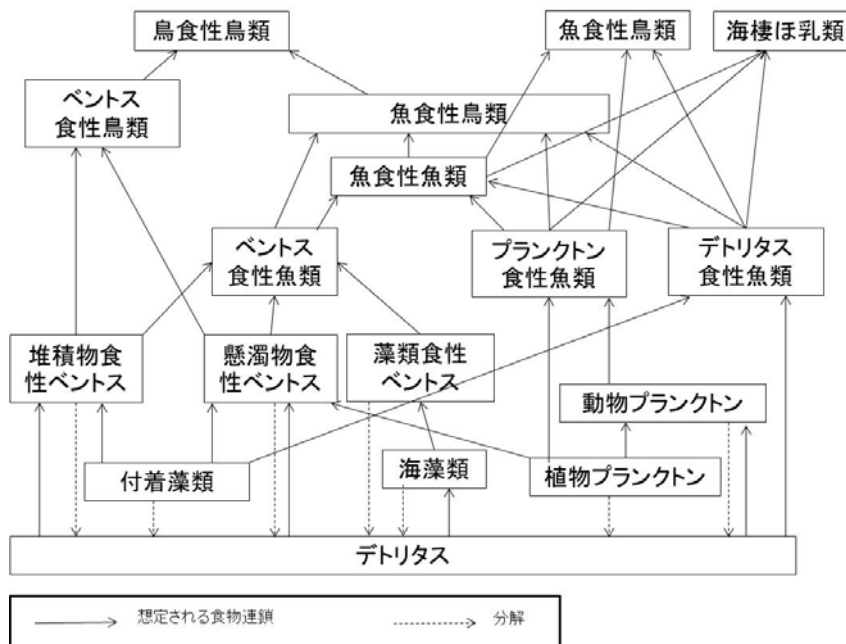 鳥食性鳥類
魚食性鳥類
海棲ほ乳類
ベントス
食性鳥類
魚食性鳥類
魚食性魚類
ベントス
食性魚類
プランクトン
食性魚類
デトリタス
食性魚類
堆積物食
性ベントス
懸濁物食
性ベントス
藻類食性
ベントス
動物プランクトン
付着藻類
海藻類
植物プランクトン
デトリタス
想定される食物連鎖
分解